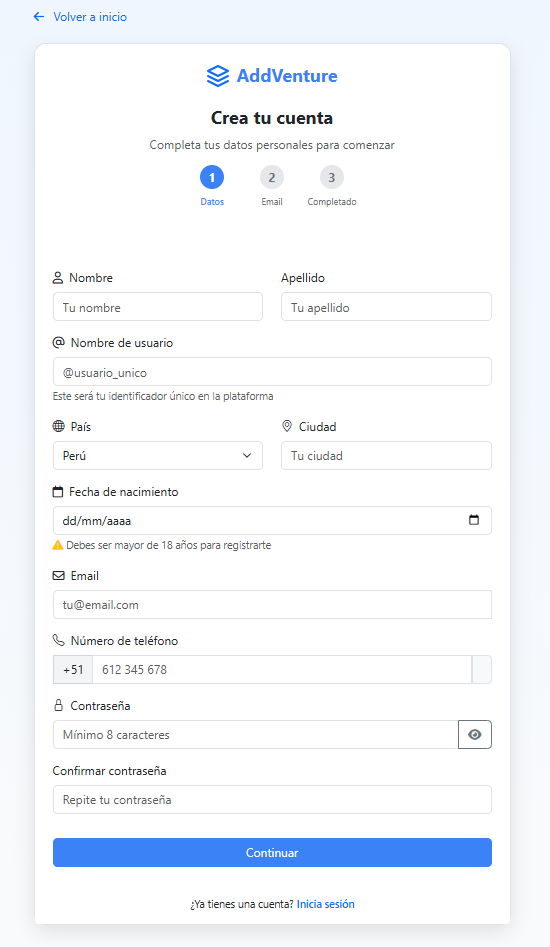 Volver a inicio
AddVenture
Crea tu cuenta
Completa tus datos personales para comenzar
1 2 3
Datos Email Completado
Nombre Apellido
Tu nombre Tu apellido
@ Nombre de usuario
@usuario_unico
Este será tu identificador único en la plataforma
País Ciudad
Perú Tu ciudad
Fecha de nacimiento
dd/mm/aaaa
Debes ser mayor de 18 años para registrarte
Email
tu@email.com
Número de teléfono
+51 612 345 678
Contraseña
Mínimo 8 caracteres
Confirmar contraseña
Repite tu contraseña
Continuar
¿Ya tienes una cuenta? Inicia sesión